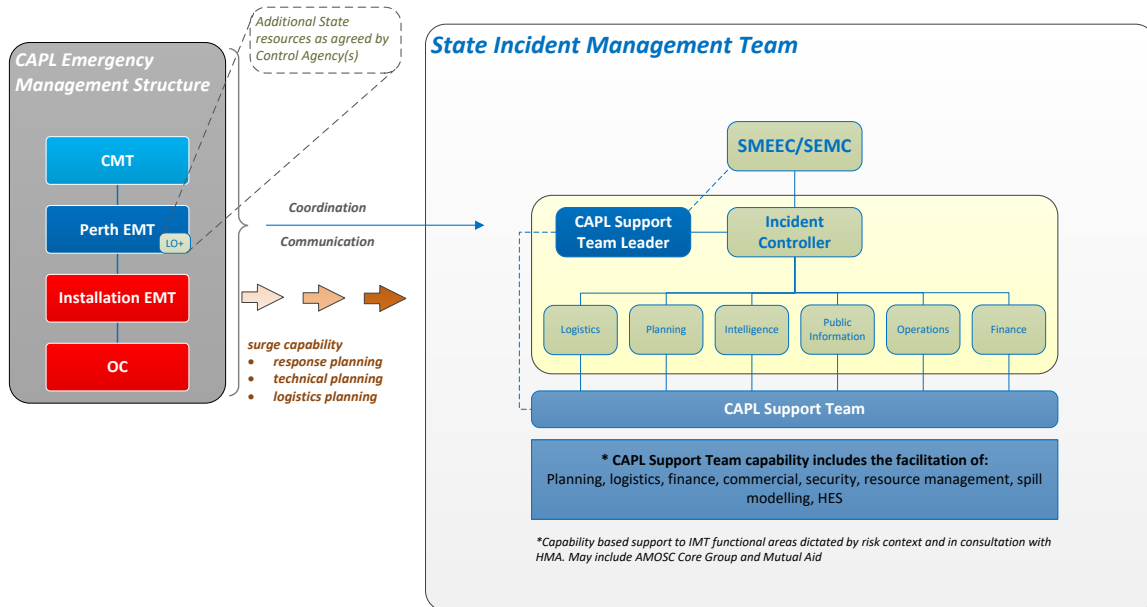 CAPL Emergency
Management Structure
CMT
Perth EMT
LO+
Installation EMT
OC
Additional State
resources as agreed by
Control Agency(s)
Coordination
Communication
surge capability
• response planning
• technical planning
• logistics planning
State Incident Management Team
SMEEC/SEMC
CAPL Support
Team Leader
Incident
Controller
Logistics
Planning
Intelligence
Public
Information
Operations
Finance
CAPL Support Team
* CAPL Support Team capability includes the facilitation of:
Planning, logistics, finance, commercial, security, resource management, spill
modelling, HES
*Capability based support to IMT functional areas dictated by risk context and in consultation with
HMA. May include AMOSC Core Group and Mutual Aid